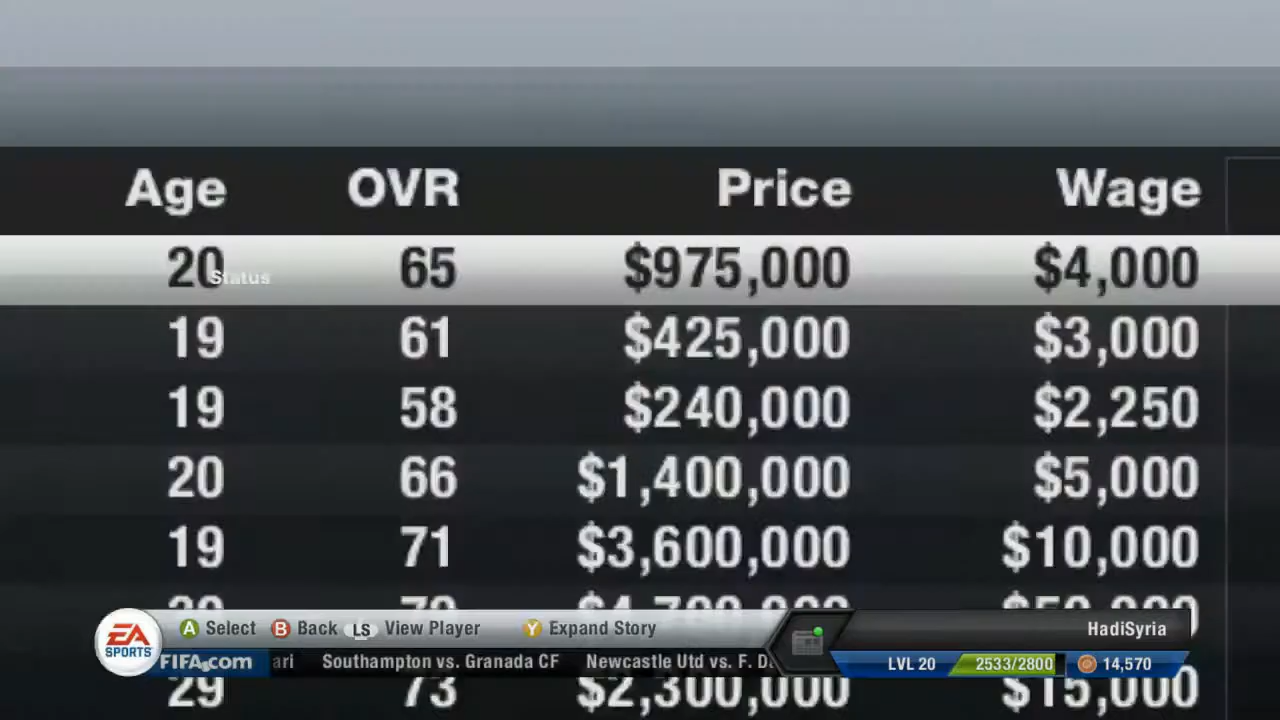 Age OVR Price Wage
20 65 $975,000 $4,000
Status
19 61 $425,000 $3,000
19 58 $240,000 $2,250
20 66 $1,400,000 $5,000
19 71 $3,600,000 $10,000
A Select B Back LS View Player Y Expand Story
HadiSyria
EA SPORTS
FIFA.com ari Southampton vs. Granada CF Newcastle Utd vs. F. D
LVL 20 2533/2800 14,570
29 73 $2,300,000 $15,000